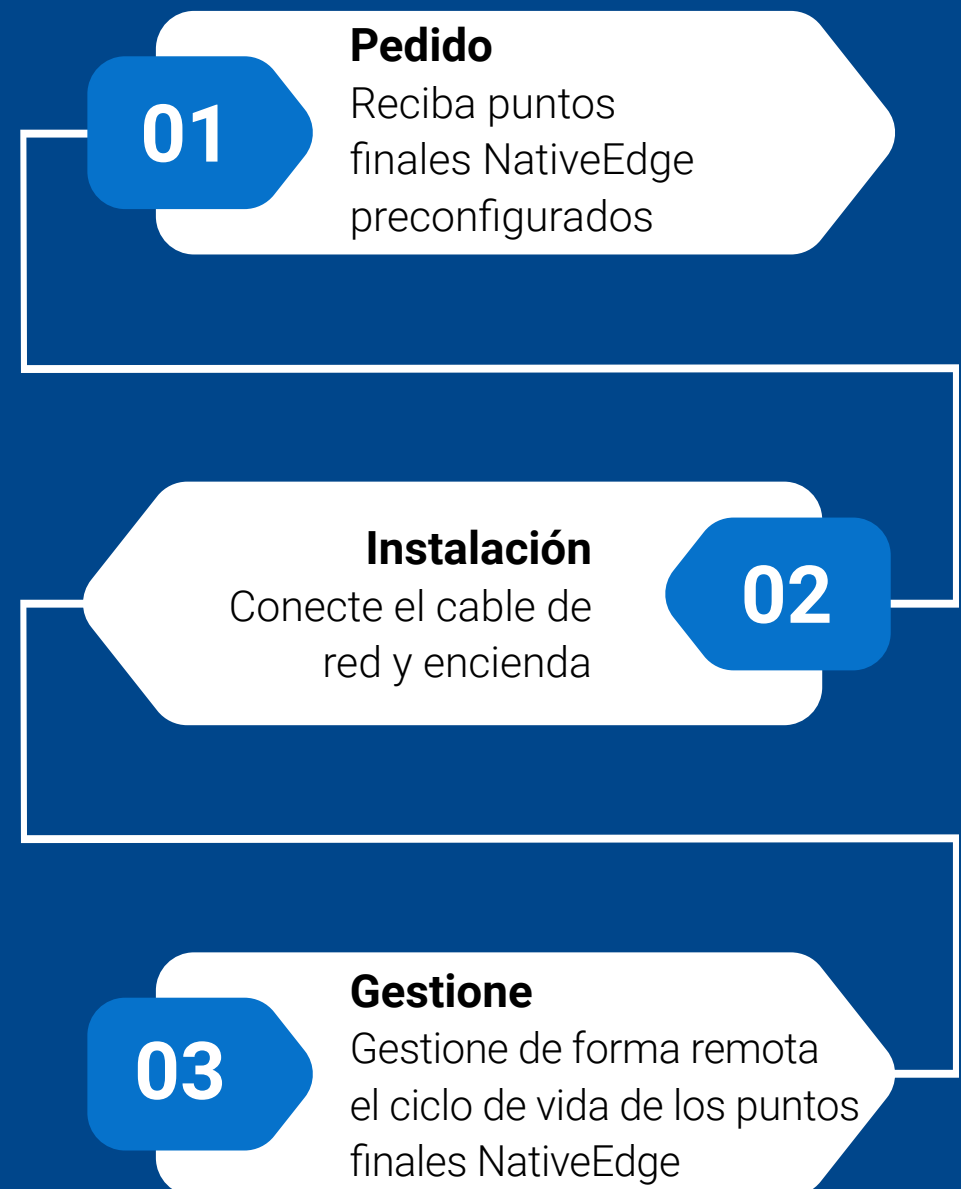 01
Pedido
Reciba puntos
finales NativeEdge
preconfigurados
Instalación
Conecte el cable de
red y encienda
02
03
Gestione
Gestione de forma remota
el ciclo de vida de los puntos
finales NativeEdge